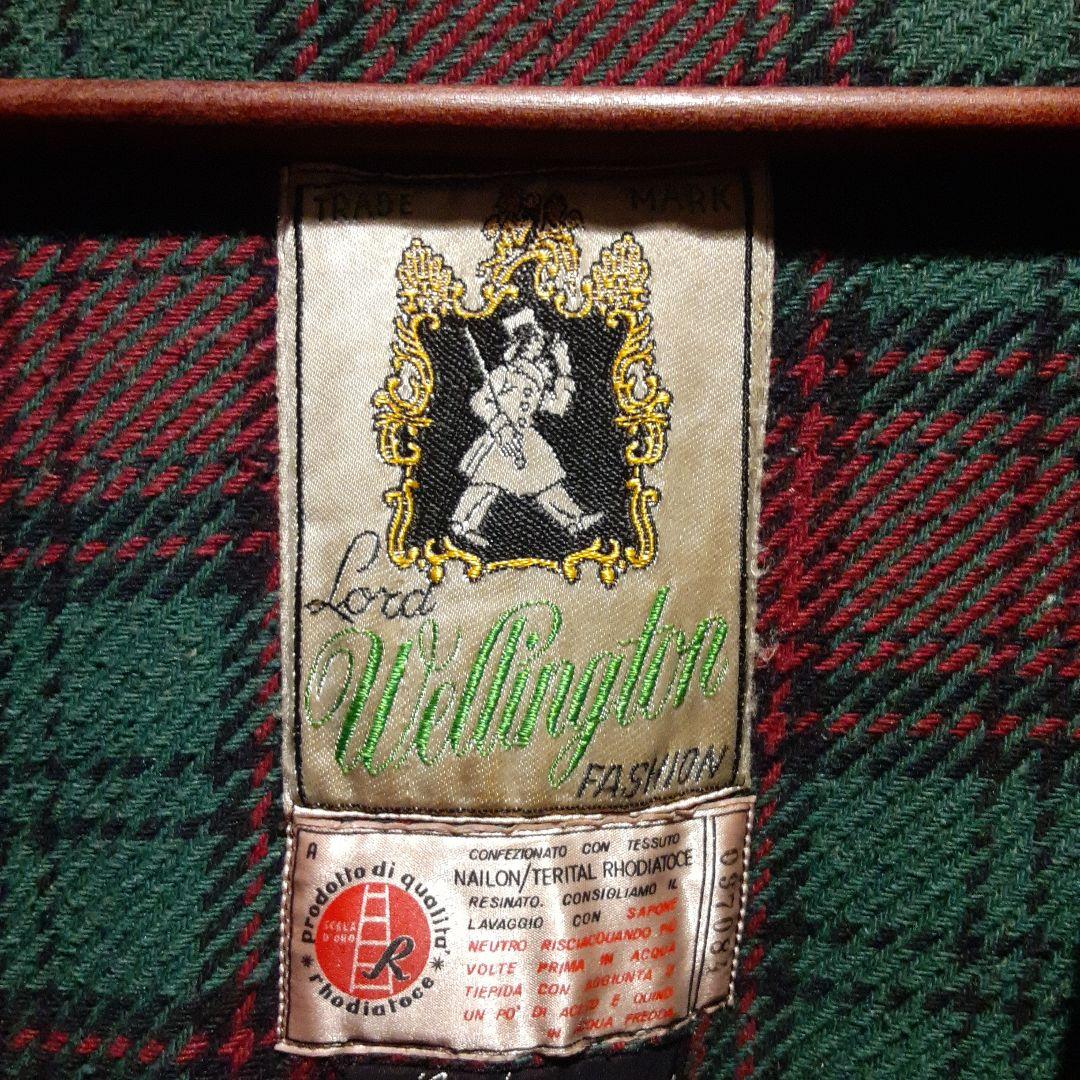 TRADE MARK
Lord
Wellington
FASHION
A
prodotto di qualita'
SCALA
D'ORO
R
* rhodiatoce *
CONFEZIONATO CON TESSUTO
NAILON/TERITAL RHODIATOCE
RESINATO. CONSIGLIAMO IL
LAVAGGIO CON SAPONE
NEUTRO RISCIACQUANDO PIÙ
VOLTE PRIMA IN ACQUA
TIEPIDA CON AGGIUNTA DI
UN PO' DI ACETO E QUINDI
IN ACQUA FREDDA